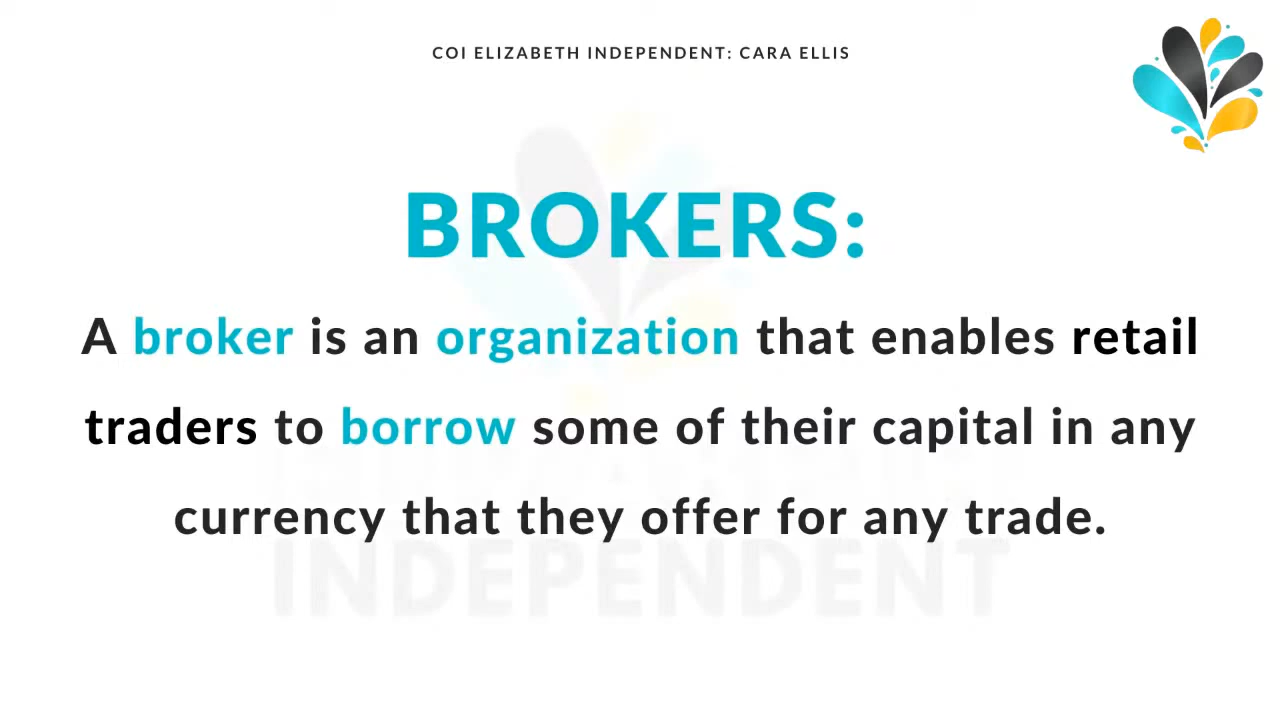 COI ELIZABETH INDEPENDENT: CARA ELLIS
BROKERS:
A broker is an organization that enables retail
traders to borrow some of their capital in any
currency that they offer for any trade.
INDEPENDENT